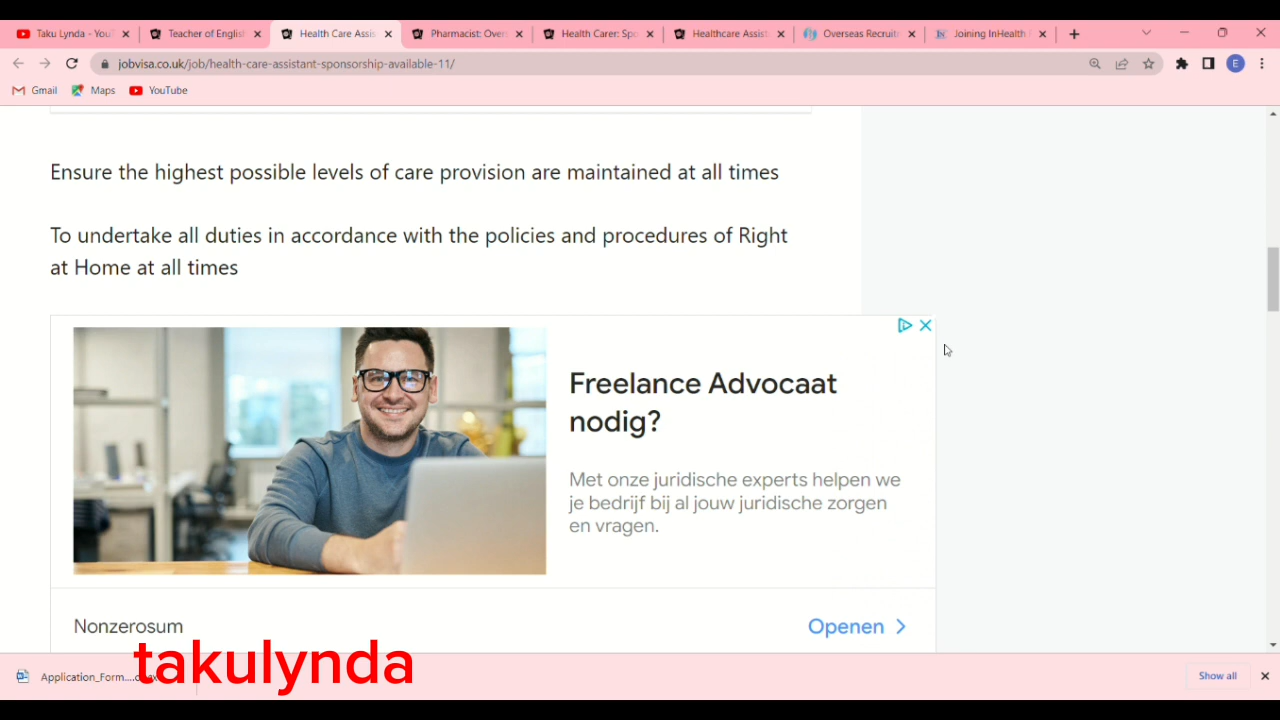 Taku Lynda - You
Teacher of English
Health Care Assis
Pharmacist: Overs
Health Carer: Spo
Healthcare Assist
Overseas Recruit
Joining InHealth
jobvisa.co.uk/job/health-care-assistant-sponsorship-available-11/
E
Gmail
Maps
YouTube
Ensure the highest possible levels of care provision are maintained at all times
To undertake all duties in accordance with the policies and procedures of Right
at Home at all times
Freelance Advocaat
nodig?
Met onze juridische experts helpen we
je bedrijf bij al jouw juridische zorgen
en vragen.
Nonzerosum
Openen
takulynda
Application_Form....
Show all